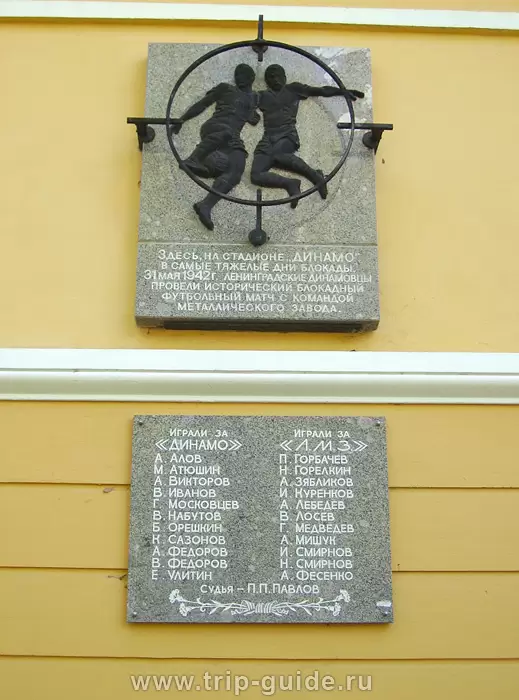 Здесь, на стадионе „ДИНАМО"
в самые тяжелые дни блокады
31 мая 1942 г. ленинградские динамовцы
провели исторический блокадный
футбольный матч с командой
Металлического завода.
ИГРАЛИ ЗА
«ДИНАМО»
А. АЛОВ
М. АТЮШИН
А. ВИКТОРОВ
В. ИВАНОВ
Г. МОСКОВЦЕВ
В. НАБУТОВ
Б. ОРЕШКИН
К. САЗОНОВ
А. ФЕДОРОВ
В. ФЕДОРОВ
Е. УЛИТИН
ИГРАЛИ ЗА
«Л.М.З.»
П. ГОРБАЧЕВ
Н. ГОРЕЛКИН
А. ЗЯБЛИКОВ
И. КУРЕНКОВ
А. ЛЕБЕДЕВ
В. ЛОСЕВ
Г. МЕДВЕДЕВ
А. МИШУК
И. СМИРНОВ
Н. СМИРНОВ
А. ФЕСЕНКО
СУДЬЯ – П.П. ПАВЛОВ
www.trip-guide.ru